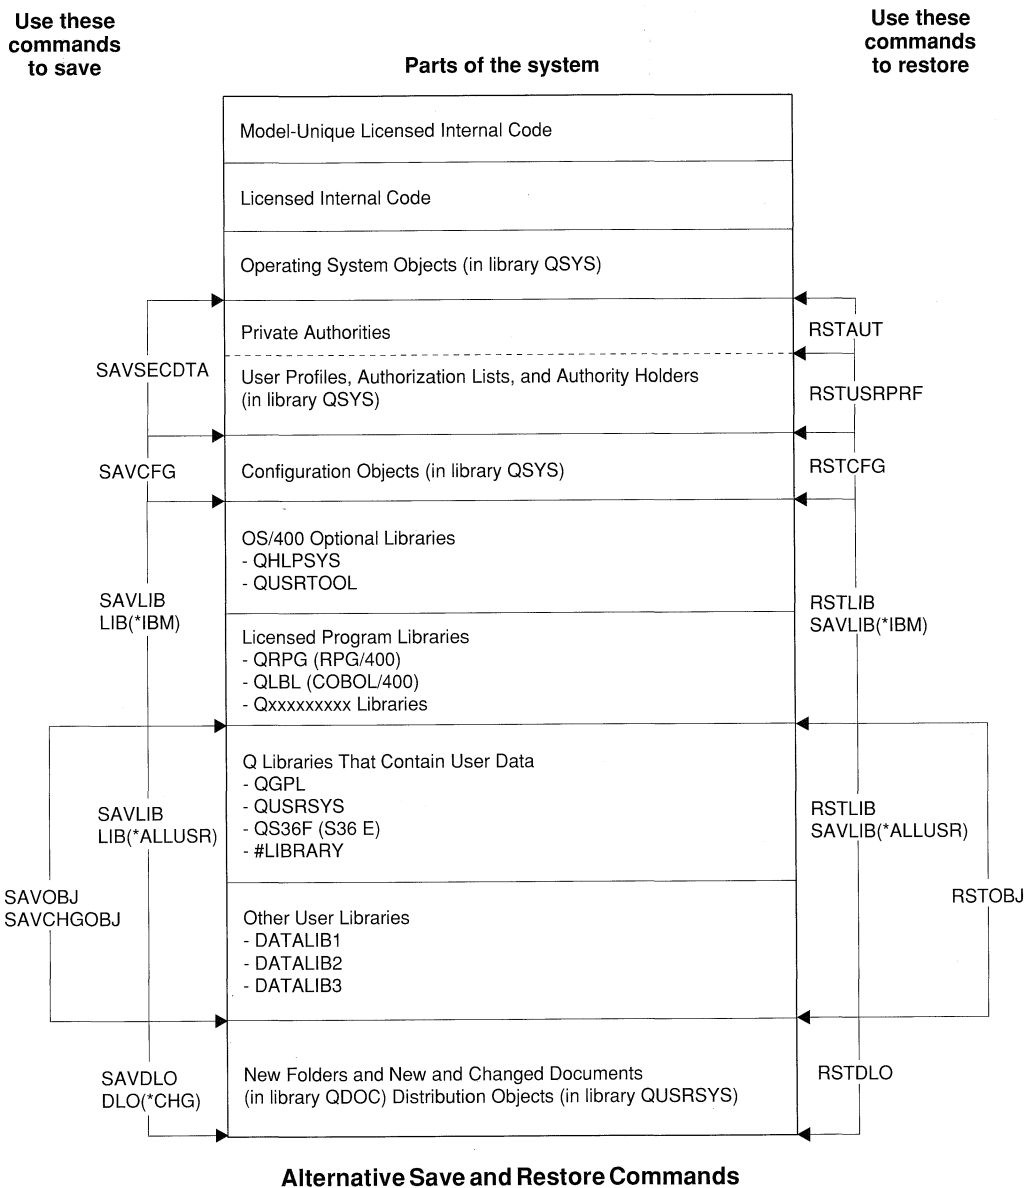 Use these
commands
to save
Parts of the system
Use these
commands
to restore
Model-Unique Licensed Internal Code
Licensed Internal Code
Operating System Objects (in library QSYS)
Private Authorities
RSTAUT
SAVSECDTA
User Profiles, Authorization Lists, and Authority Holders
(in library QSYS)
RSTUSRPRF
SAVCFG
Configuration Objects (in library QSYS)
RSTCFG
OS/400 Optional Libraries
- QHLPSYS
- QUSRTOOL
SAVLIB
LIB(*IBM)
RSTLIB
SAVLIB(*IBM)
Licensed Program Libraries
- QRPG (RPG/400)
- QLBL (COBOL/400)
- Qxxxxxxxxx Libraries
Q Libraries That Contain User Data
- QGPL
- QUSRSYS
- QS36F (S36 E)
- #LIBRARY
SAVLIB
LIB(*ALLUSR)
RSTLIB
SAVLIB(*ALLUSR)
SAVOBJ
SAVCHGOBJ
RSTOBJ
Other User Libraries
- DATALIB1
- DATALIB2
- DATALIB3
SAVDLO
DLO(*CHG)
New Folders and New and Changed Documents
(in library QDOC) Distribution Objects (in library QUSRSYS)
RSTDLO
Alternative Save and Restore Commands